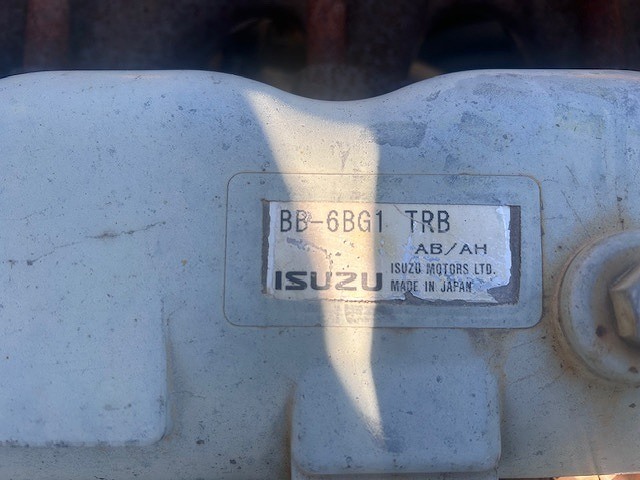 BB-6BG1 TRB
AB/AH
ISUZU ISUZU MOTORS LTD.
MADE IN JAPAN